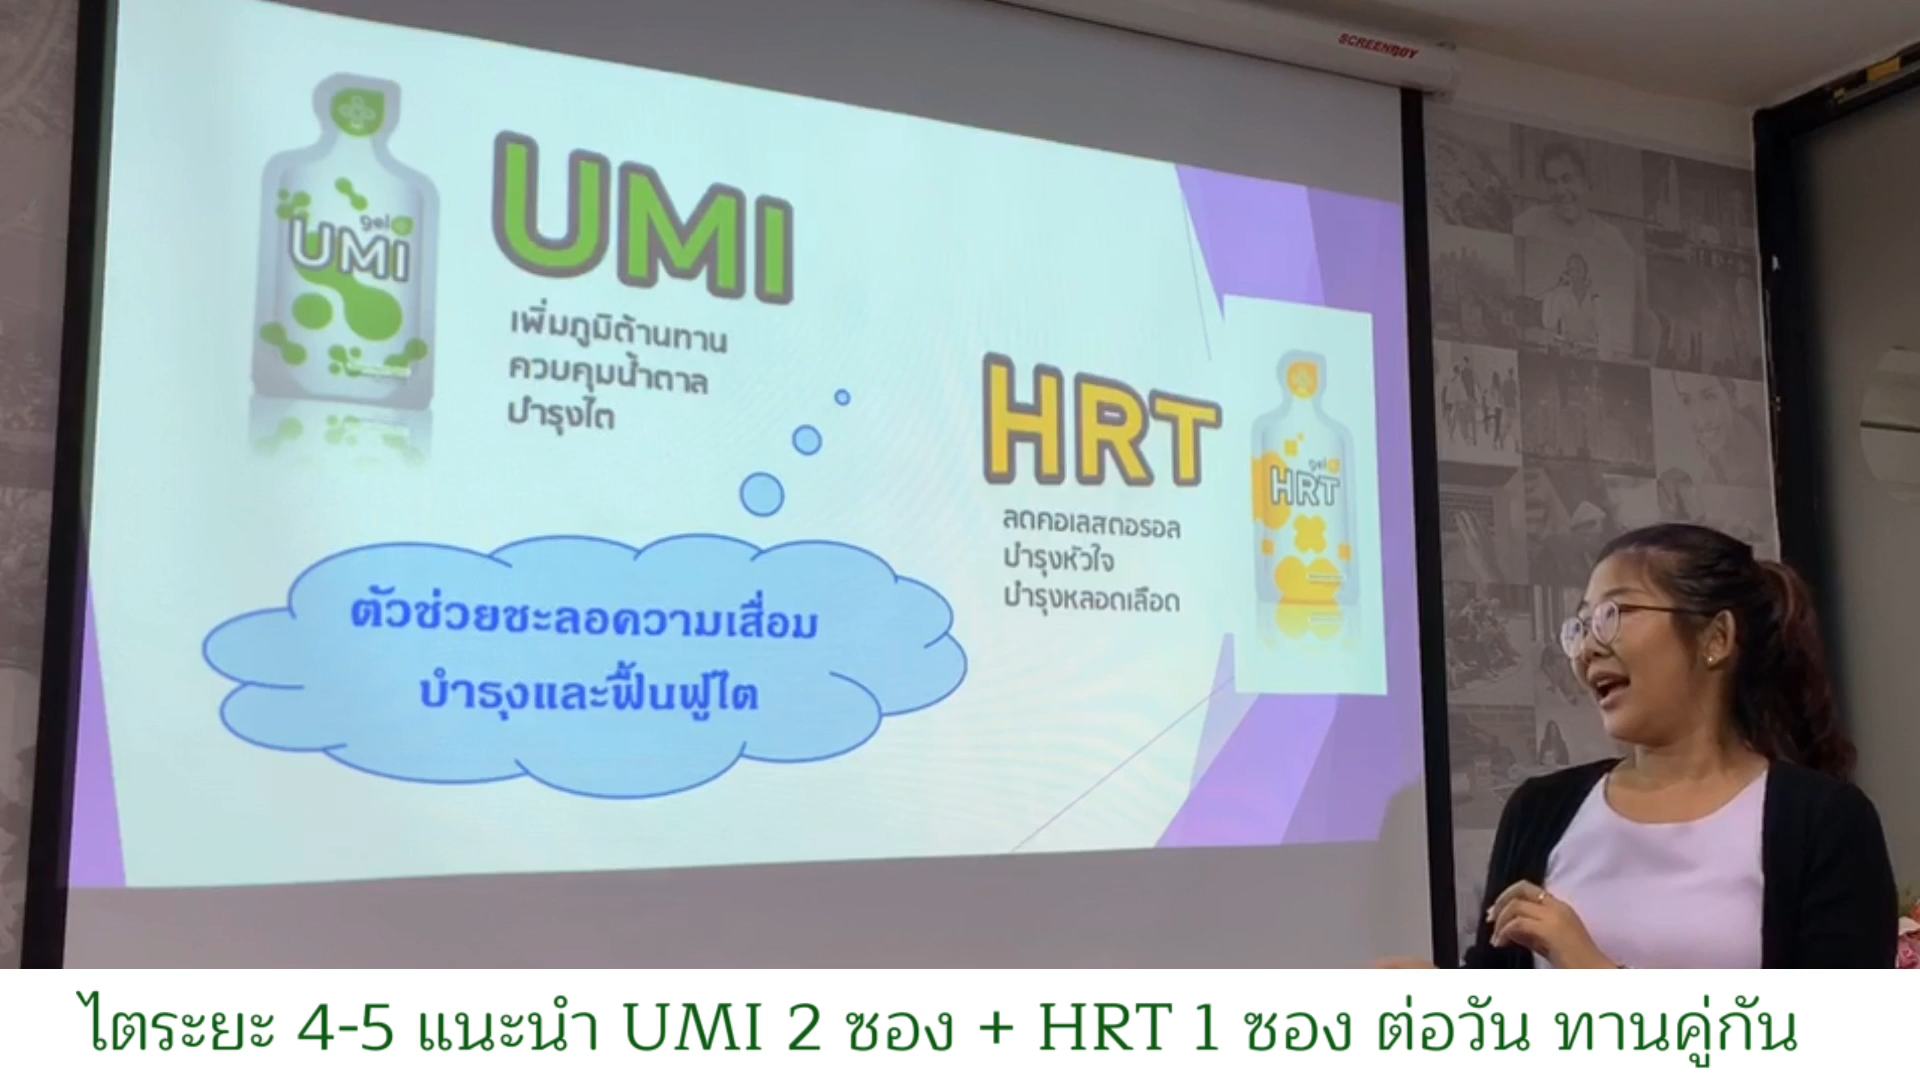 SCREENBOY
gel
UMI
UMI
เพิ่มภูมิต้านทาน
ควบคุมน้ำตาล
บำรุงไต
HRT
ลดคอเลสตอรอล
บำรุงหัวใจ
บำรุงหลอดเลือด
gel
HRT
ตัวช่วยชะลอความเสื่อม
บำรุงและฟื้นฟูไต
ไตระยะ 4-5 แนะนำ UMI 2 ซอง + HRT 1 ซอง ต่อวัน ทานคู่กัน